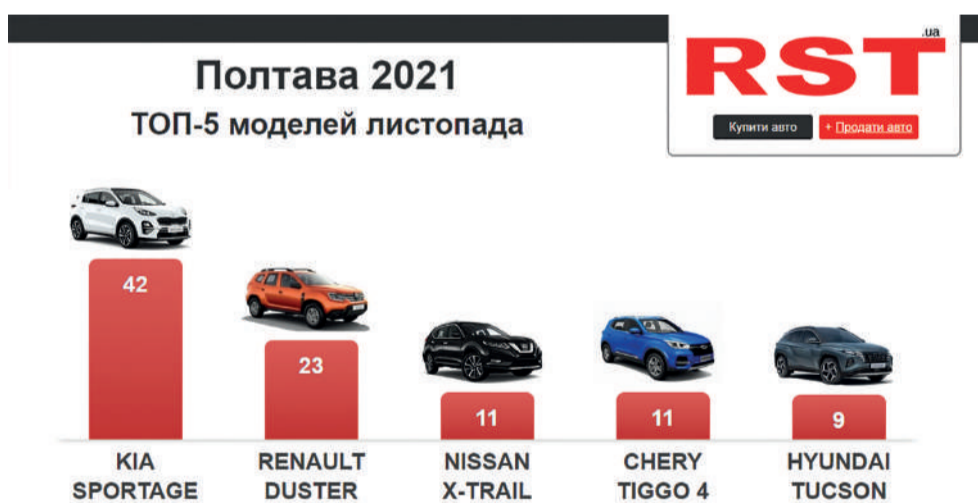 Полтава 2021
ТОП-5 моделей листопада
.ua
RST
Купити авто
+ Продати авто
42
23
11
11
9
KIA
SPORTAGE
RENAULT
DUSTER
NISSAN
X-TRAIL
CHERY
TIGGO 4
HYUNDAI
TUCSON